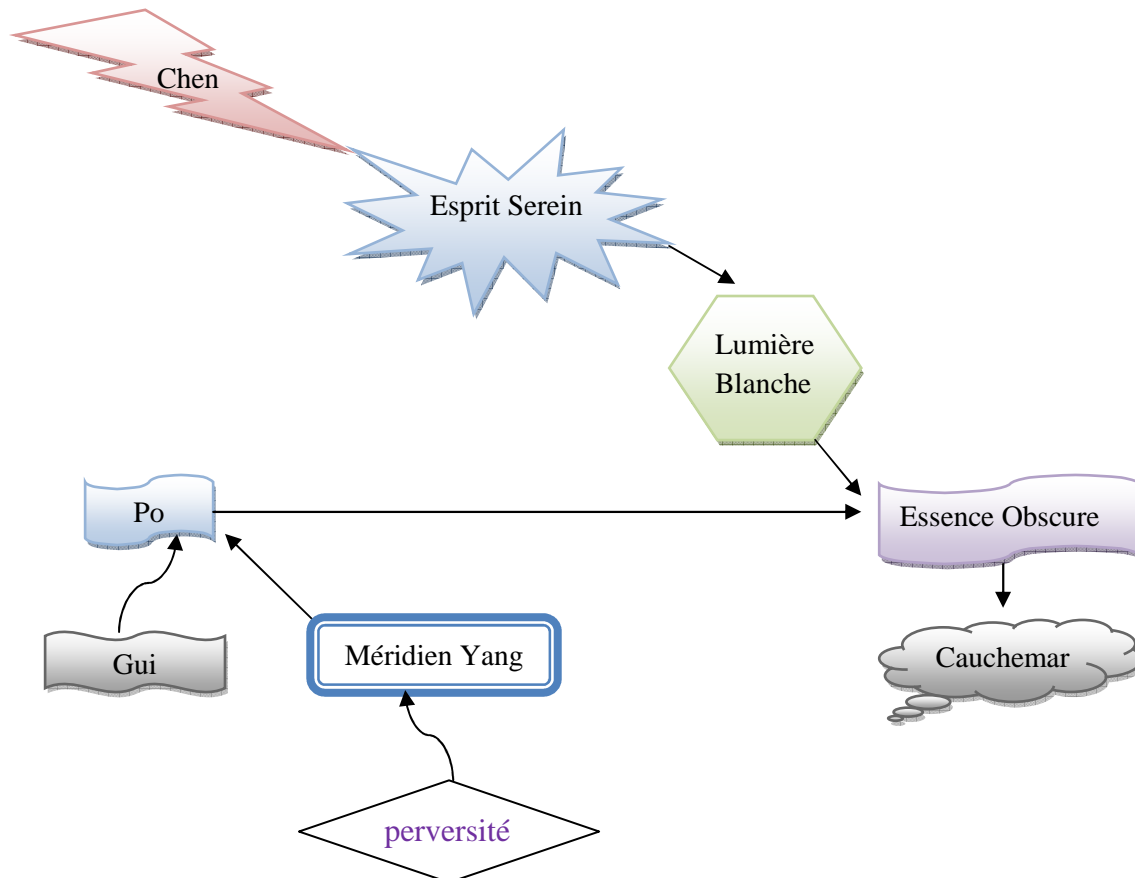 Chen
Esprit Serein
Lumière
Blanche
Po
Essence Obscure
Gui
Méridien Yang
Cauchemar
perversité